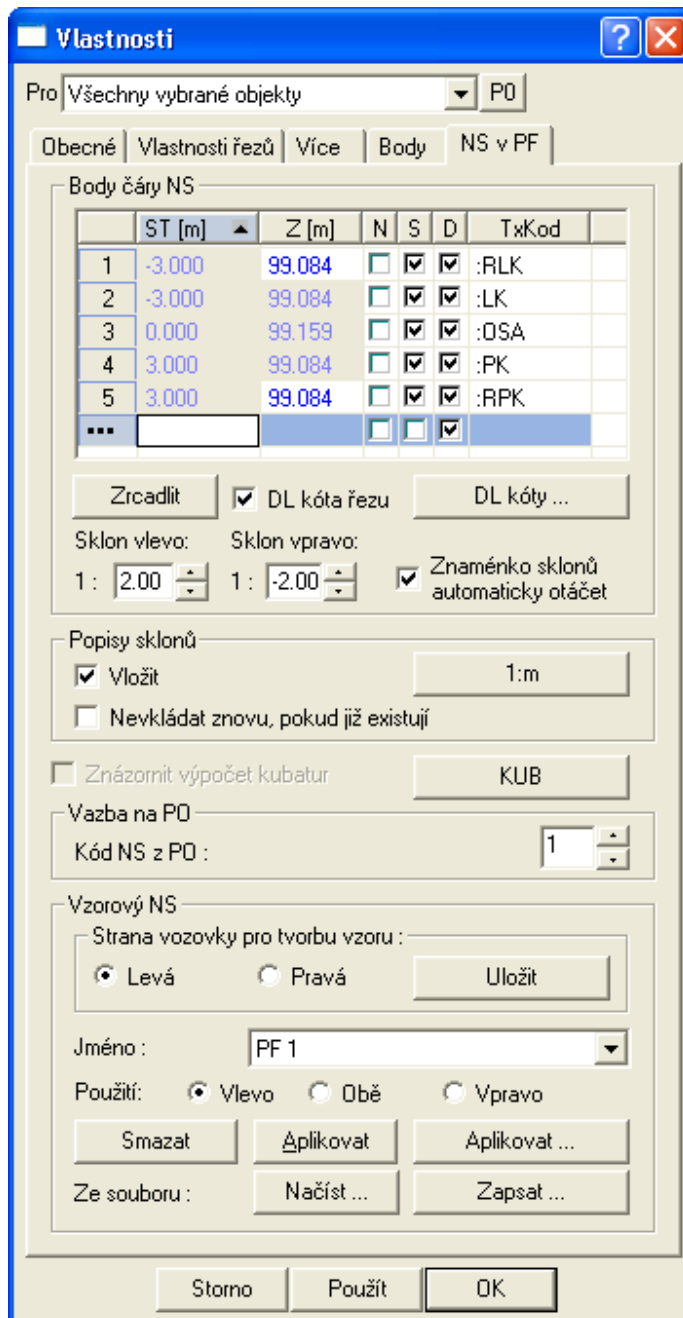 Vlastnosti
Pro Všechny vybrané objekty PO
Obecné Vlastnosti řezů Více Body NS v PF
Body čáry NS
ST [m] Z [m] N S D TxKod
1 -3.000 99.084 :RLK
2 -3.000 99.084 :LK
3 0.000 99.159 :OSA
4 3.000 99.084 :PK
5 3.000 99.084 :RPK
...
Zrcadlit DL kóta řezu DL kóty ...
Sklon vlevo: Sklon vpravo:
1 : 2.00 1 : -2.00 Znaménko sklonů
automaticky otáčet
Popisy sklonů
Vložit 1:m
Nevkládat znovu, pokud již existují
Znázornit výpočet kubatur KUB
Vazba na PO
Kód NS z PO : 1
Vzorový NS
Strana vozovky pro tvorbu vzoru :
Levá Pravá Uložit
Jméno : PF 1
Použití: Vlevo Obě Vpravo
Smazat Aplikovat Aplikovat ...
Ze souboru : Načíst ... Zapsat ...
Storno Použít OK